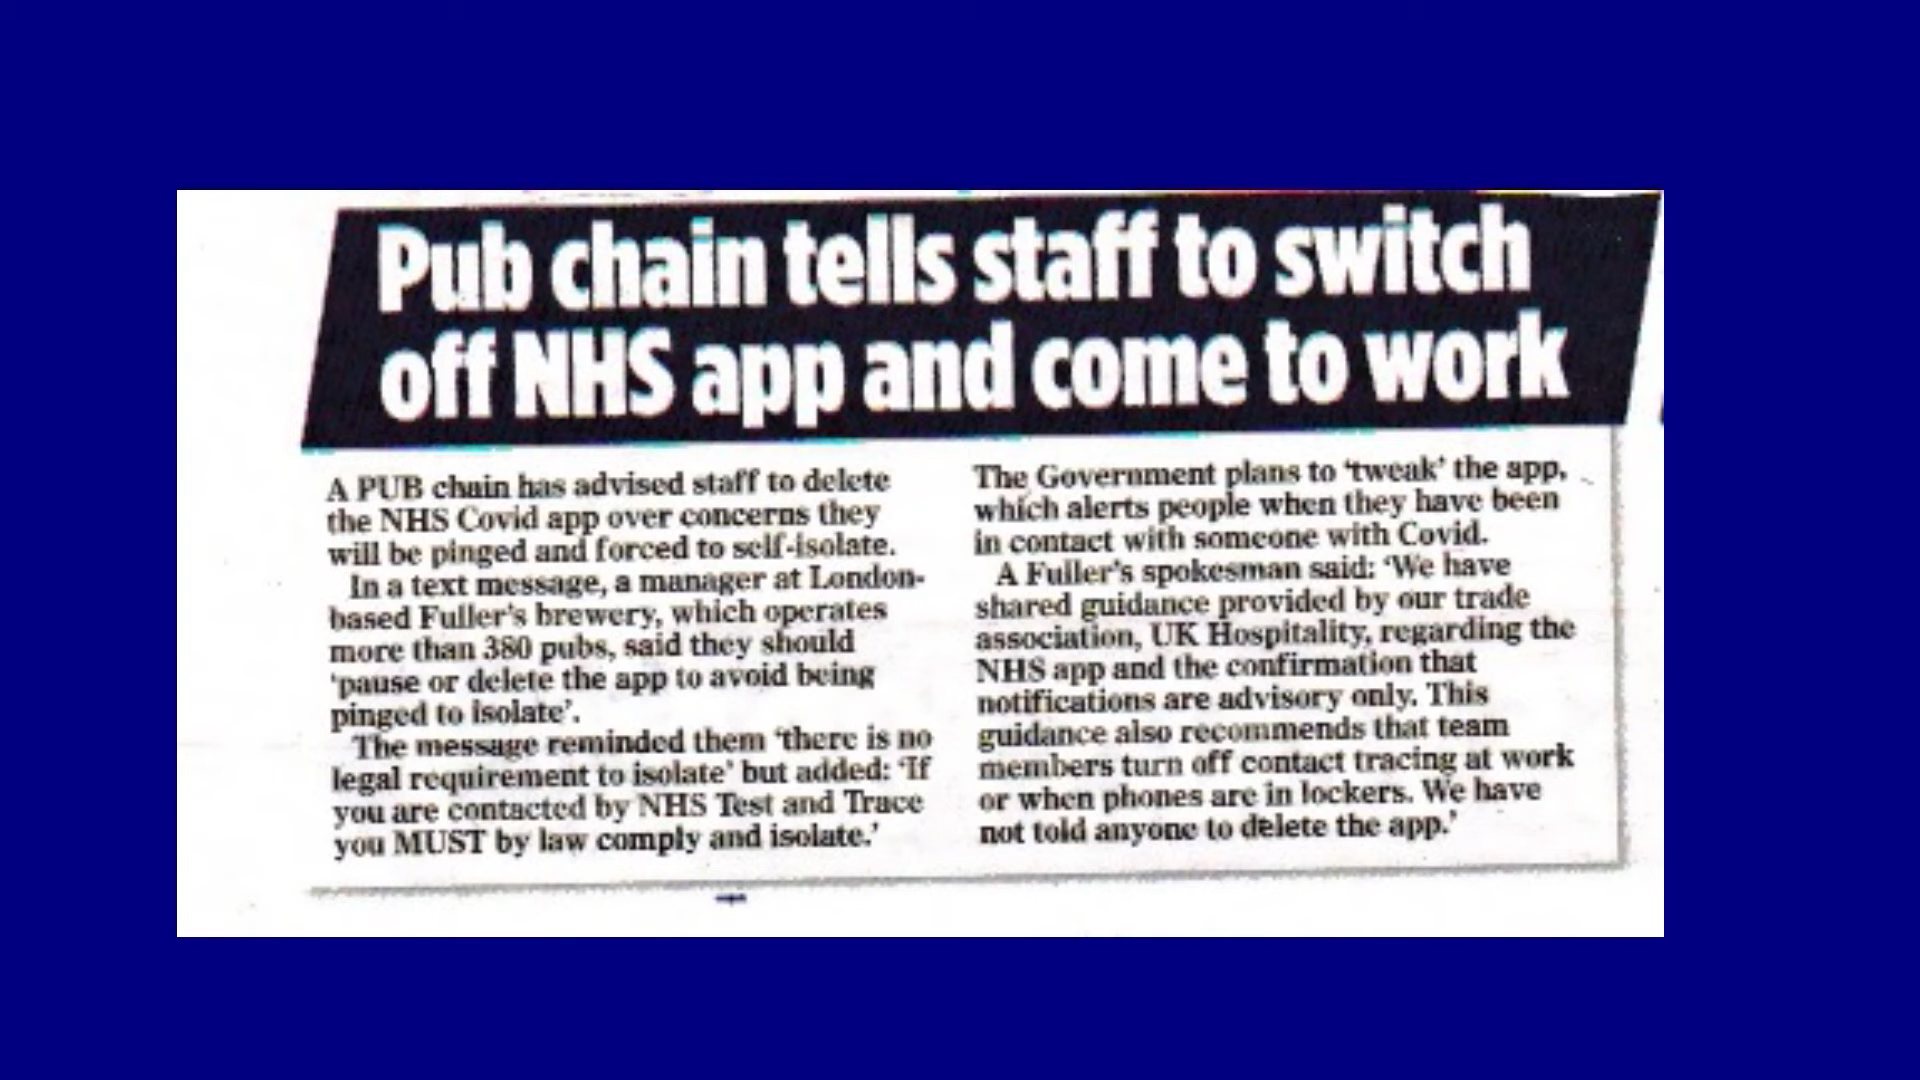 Pub chain tells staff to switch
off NHS app and come to work
A PUB chain has advised staff to delete
the NHS Covid app over concerns they
will be pinged and forced to self-isolate.
In a text message, a manager at London-
based Fuller's brewery, which operates
more than 380 pubs, said they should
'pause or delete the app to avoid being
pinged to isolate'.
The message reminded them 'there is no
legal requirement to isolate' but added: 'If
you are contacted by NHS Test and Trace
you MUST by law comply and isolate.'
The Government plans to 'tweak' the app,
which alerts people when they have been
in contact with someone with Covid.
A Fuller's spokesman said: 'We have
shared guidance provided by our trade
association, UK Hospitality, regarding the
NHS app and the confirmation that
notifications are advisory only. This
guidance also recommends that team
members turn off contact tracing at work
or when phones are in lockers. We have
not told anyone to delete the app.'